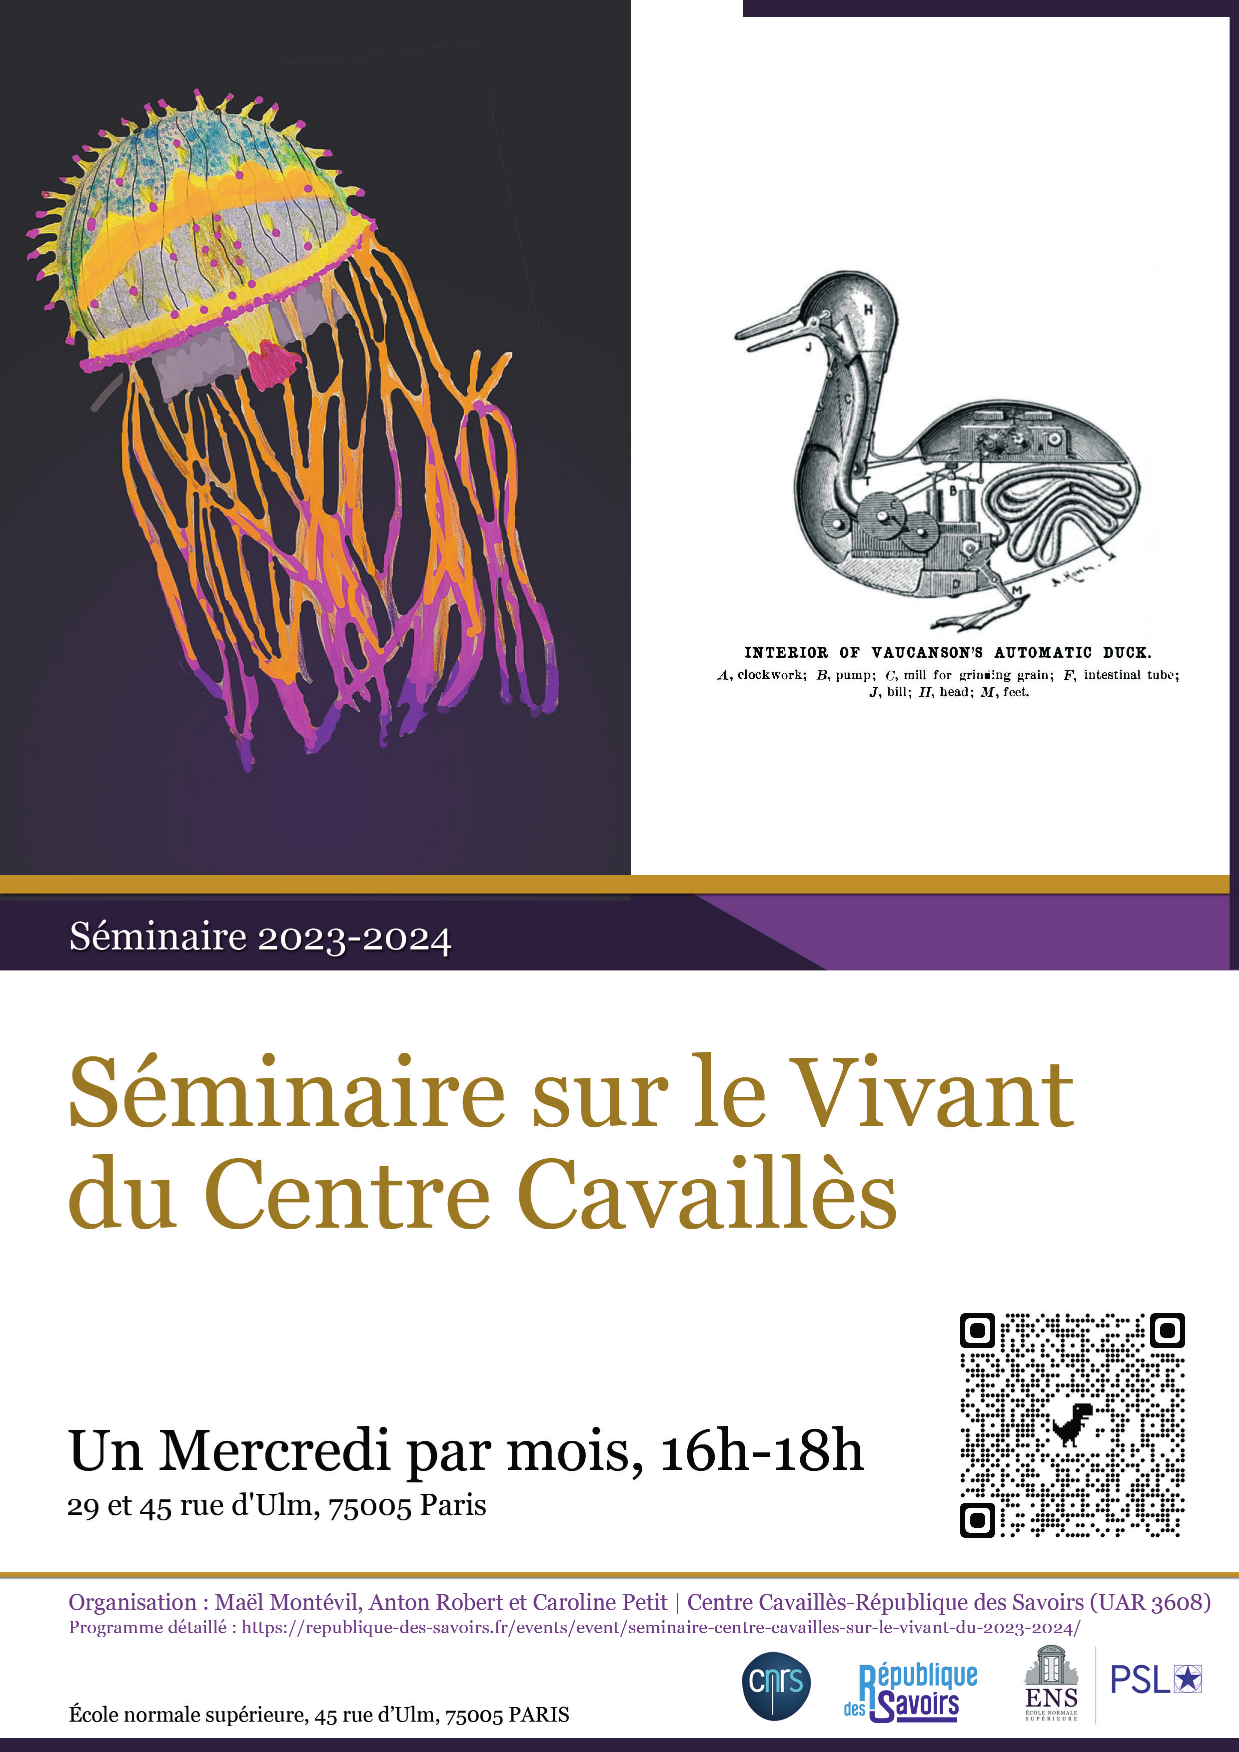 H
J
C
A
T
B
D
M
A. Konn.
INTERIOR OF VAUCANSON'S AUTOMATIC DUCK.
A, clockwork; B, pump; C, mill for grinding grain; F, intestinal tube;
J, bill; H, head; M, feet.
Séminaire 2023-2024
Séminaire sur le Vivant
du Centre Cavaillès
Un Mercredi par mois, 16h-18h
29 et 45 rue d'Ulm, 75005 Paris
Organisation : Maël Montévil, Anton Robert et Caroline Petit | Centre Cavaillès-République des Savoirs (UAR 3608)
Programme détaillé : https://republique-des-savoirs.fr/events/event/seminaire-centre-cavailles-sur-le-vivant-du-2023-2024/
cnrs
République
des Savoirs
ENS
ÉCOLE NORMALE
SUPÉRIEURE
PSL
École normale supérieure, 45 rue d'Ulm, 75005 PARIS